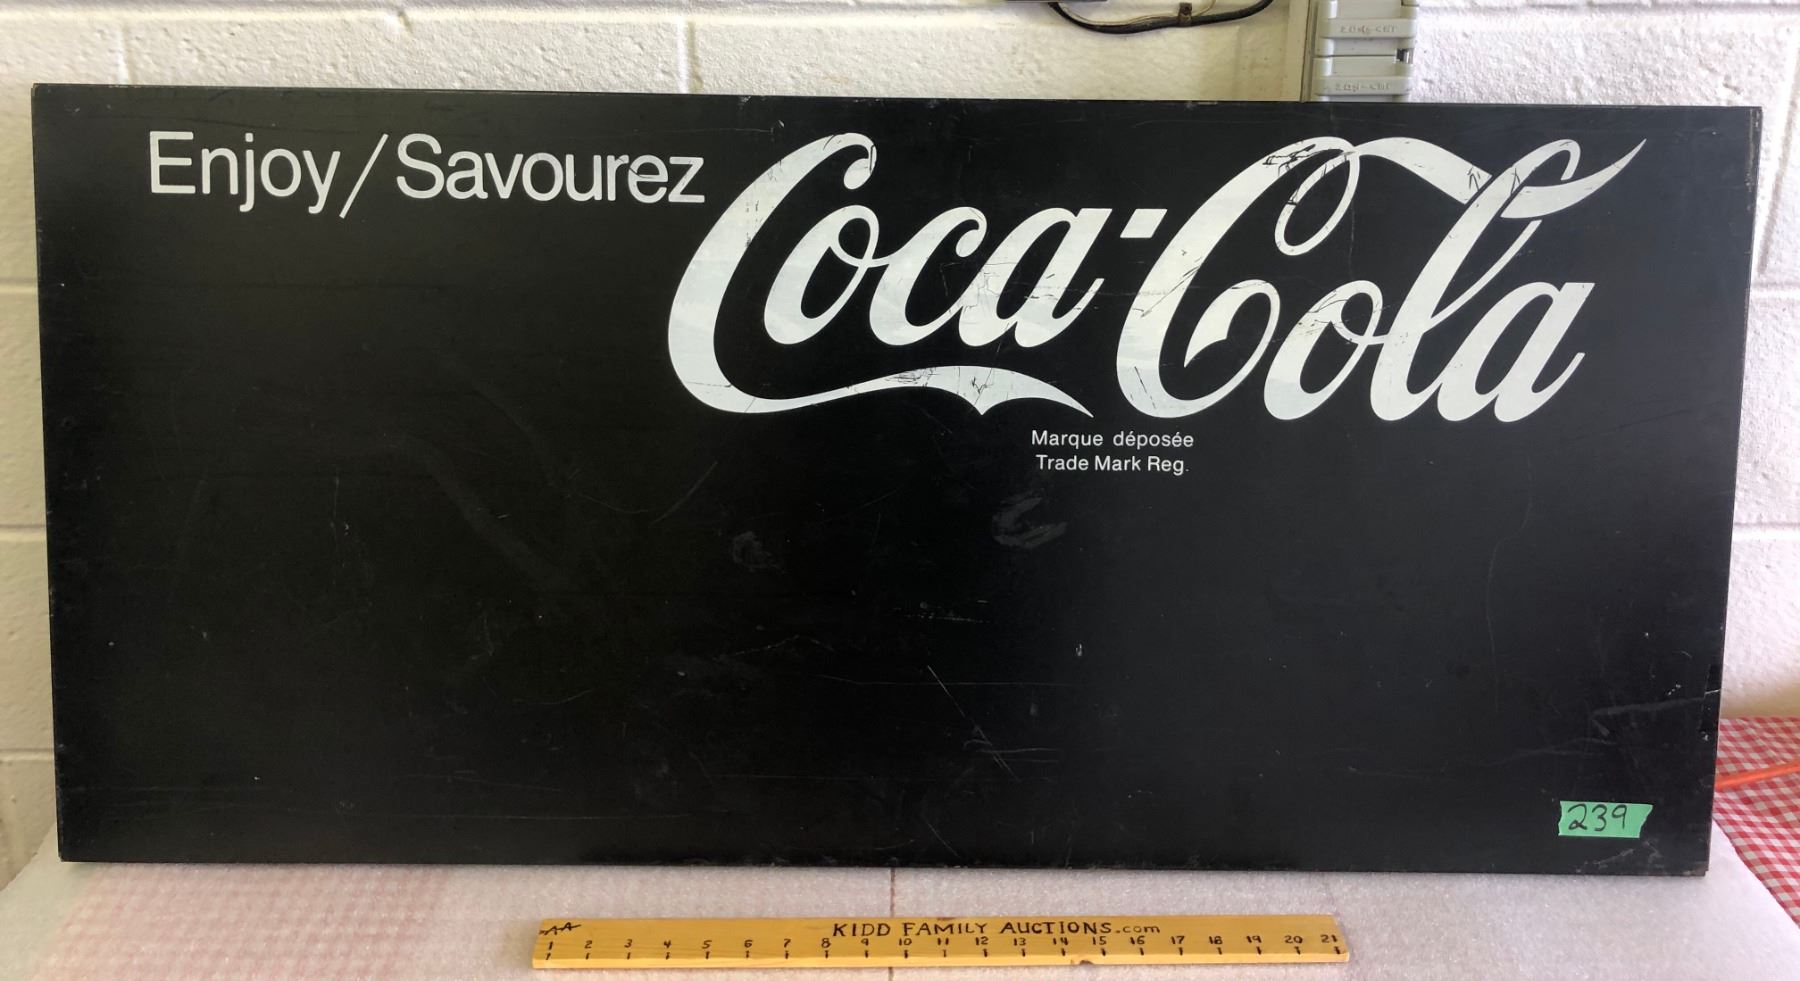 Enjoy/Savourez
Coca-Cola
Marque déposée
Trade Mark Reg.
239
AA KIDD FAMILY AUCTIONS.com
1 2 3 4 5 6 7 8 9 10 11 12 13 14 15 16 17 18 19 20 21